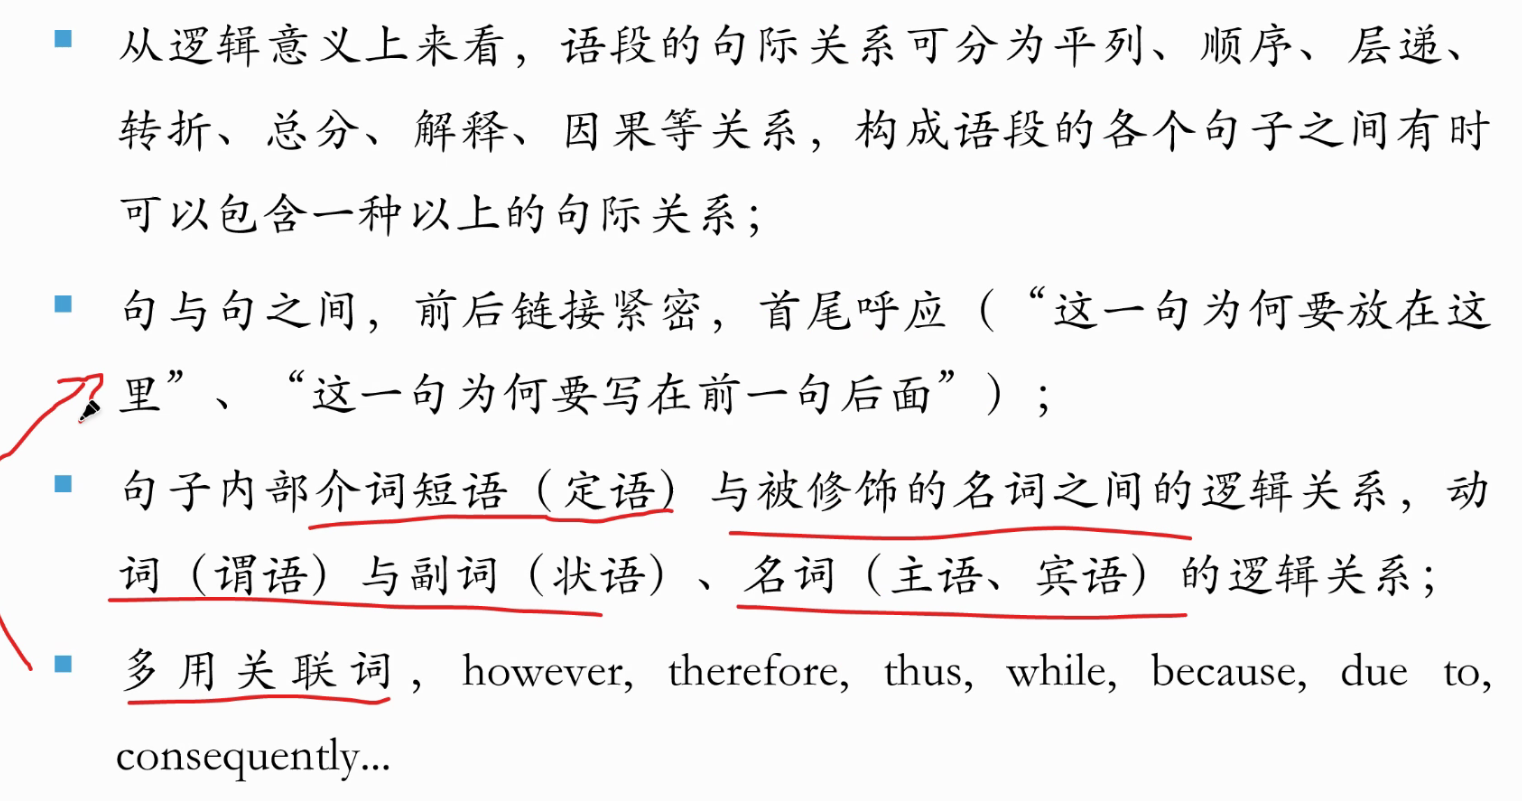 从逻辑意义上来看，语段的句际关系可分为平列、顺序、层递、
转折、总分、解释、因果等关系，构成语段的各个句子之间有时
可以包含一种以上的句际关系；
句与句之间，前后链接紧密，首尾呼应（“这一句为何要放在这
里”、“这一句为何要写在前一句后面”）；
句子内部介词短语（定语）与被修饰的名词之间的逻辑关系，动
词（谓语）与副词（状语）、名词（主语、宾语）的逻辑关系；
多用关联词，however, therefore, thus, while, because, due to,
consequently...